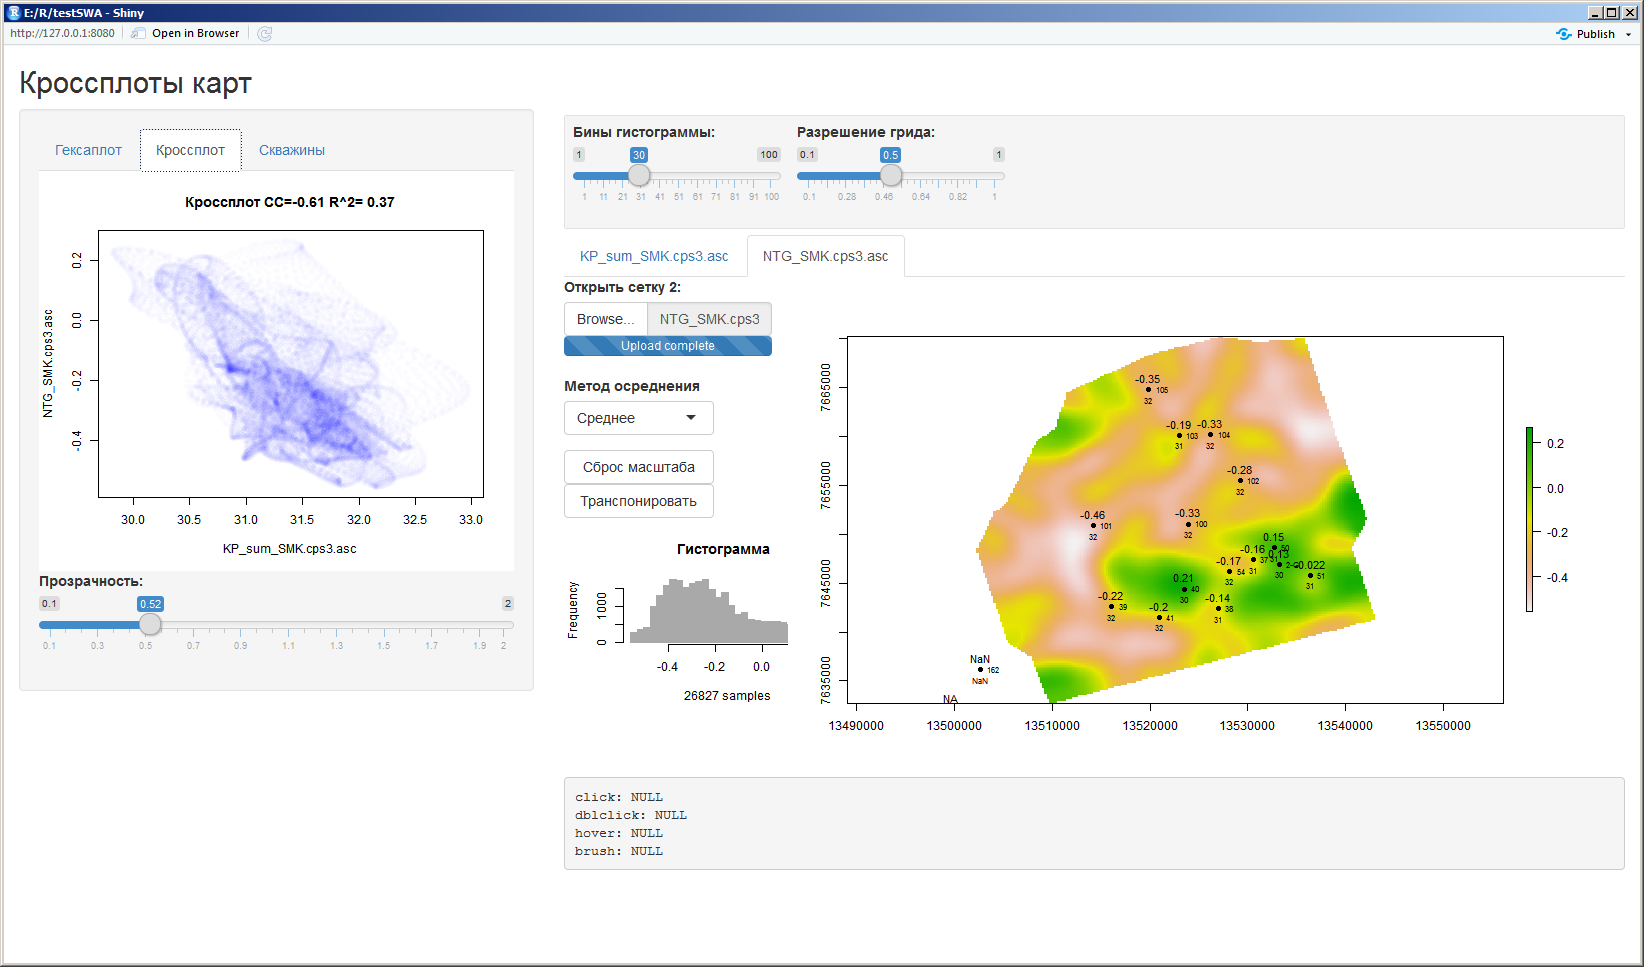 E:/R/testSWA - Shiny
http://127.0.0.1:8080 Open in Browser Publish
Кроссплоты карт
Гексаплот Кроссплот Скважины
Кроссплот CC=-0.61 R^2= 0.37
0.2
0.0
-0.2
-0.4
NTG_SMK.cps3.asc
30.0 30.5 31.0 31.5 32.0 32.5 33.0
KP_sum_SMK.cps3.asc
Прозрачность:
0.1 0.52 2
0.1 0.3 0.5 0.7 0.9 1.1 1.3 1.5 1.7 1.9 2
Бины гистограммы:
1 30 100
1 11 21 31 41 51 61 71 81 91 100
Разрешение грида:
0.1 0.5 1
0.1 0.28 0.46 0.64 0.82 1
KP_sum_SMK.cps3.asc NTG_SMK.cps3.asc
Открыть сетку 2:
Browse... NTG_SMK.cps3
Upload complete
Метод осреднения
Среднее
Сброс масштаба
Транспонировать
Гистограмма
Frequency
0 1000
-0.4 -0.2 0.0
26827 samples
7665000
7655000
7645000
7635000
13490000 13500000 13510000 13520000 13530000 13540000 13550000
-0.35
105
32
-0.19
103
31
-0.33
104
32
-0.28
102
32
-0.46
101
32
-0.33
100
32
0.15
50
31
-0.16
37
31
0.13
30
-0.17
54
32
-0.022
51
31
0.21
40
30
-0.22
39
32
-0.2
41
32
-0.14
38
31
NaN
162
NaN
NA
0.2
0.0
-0.2
-0.4
click: NULL
dblclick: NULL
hover: NULL
brush: NULL